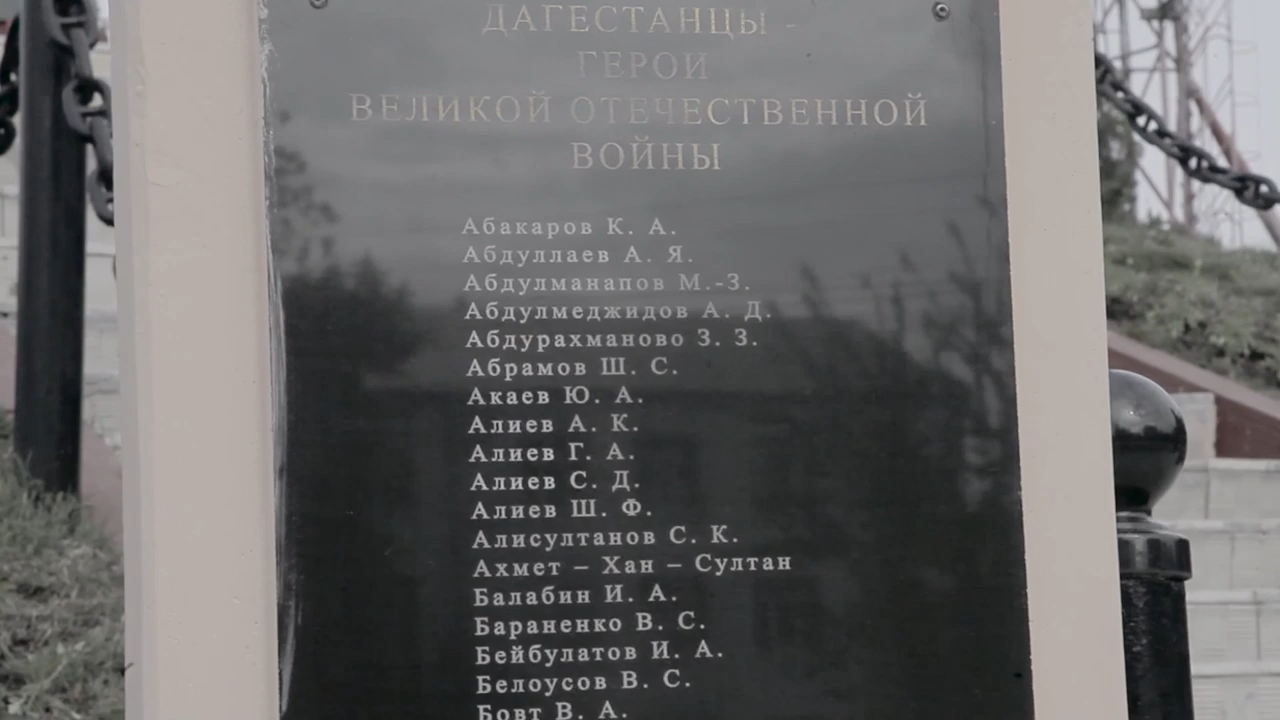 ДАГЕСТАНЦЫ -
ГЕРОИ
ВЕЛИКОЙ ОТЕЧЕСТВЕННОЙ
ВОЙНЫ
Абакаров К. А.
Абдуллаев А. Я.
Абдулманапов М.-З.
Абдулмеджидов А. Д.
Абдурахманово З. З.
Абрамов Ш. С.
Акаев Ю. А.
Алиев А. К.
Алиев Г. А.
Алиев С. Д.
Алиев Ш. Ф.
Алисултанов С. К.
Ахмет – Хан – Султан
Балабин И. А.
Бараненко В. С.
Бейбулатов И. А.
Белоусов В. С.
Бовт В. А.